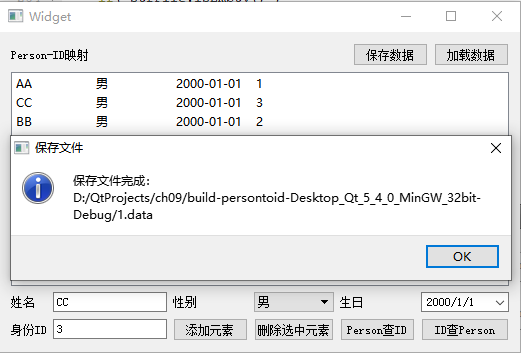 Widget
Person-ID映射 保存数据 加载数据
AA 男 2000-01-01 1
CC 男 2000-01-01 3
BB 男 2000-01-01 2
保存文件
保存文件完成：
D:/QtProjects/ch09/build-persontoid-Desktop_Qt_5_4_0_MinGW_32bit-
Debug/1.data
OK
姓名 CC 性别 男 生日 2000/1/1
身份ID 3 添加元素 删除选中元素 Person查ID ID查Person